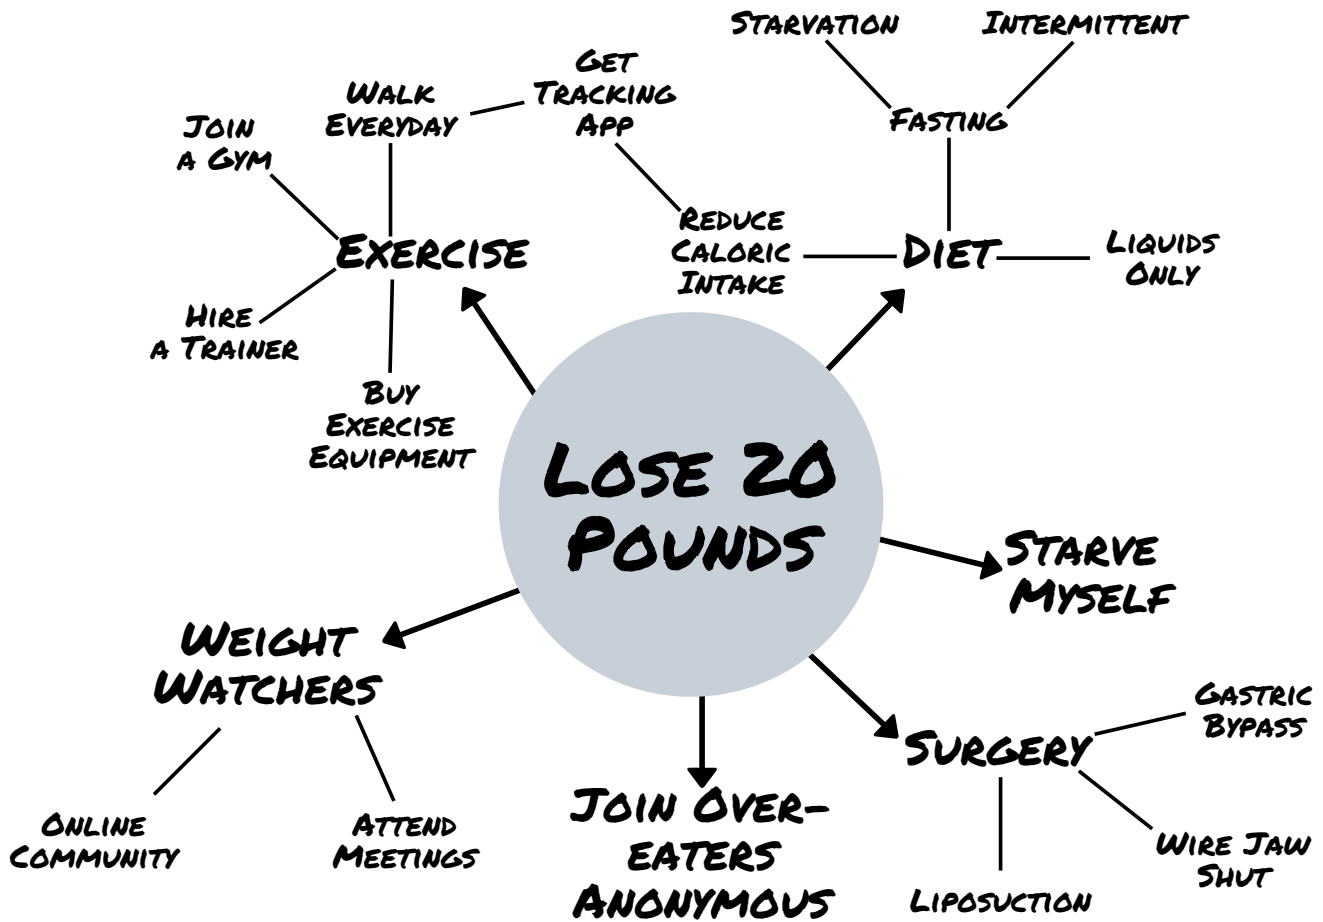 Starvation
Intermittent
Get
Tracking
App
Walk
Everyday
Join
a Gym
Fasting
Exercise
Reduce
Caloric
Intake
Diet
Liquids
Only
Hire
a Trainer
Buy
Exercise
Equipment
Lose 20
Pounds
Starve
Myself
Weight
Watchers
Gastric
Bypass
Surgery
Join Over-
eaters
Anonymous
Online
Community
Attend
Meetings
Wire Jaw
Shut
Liposuction